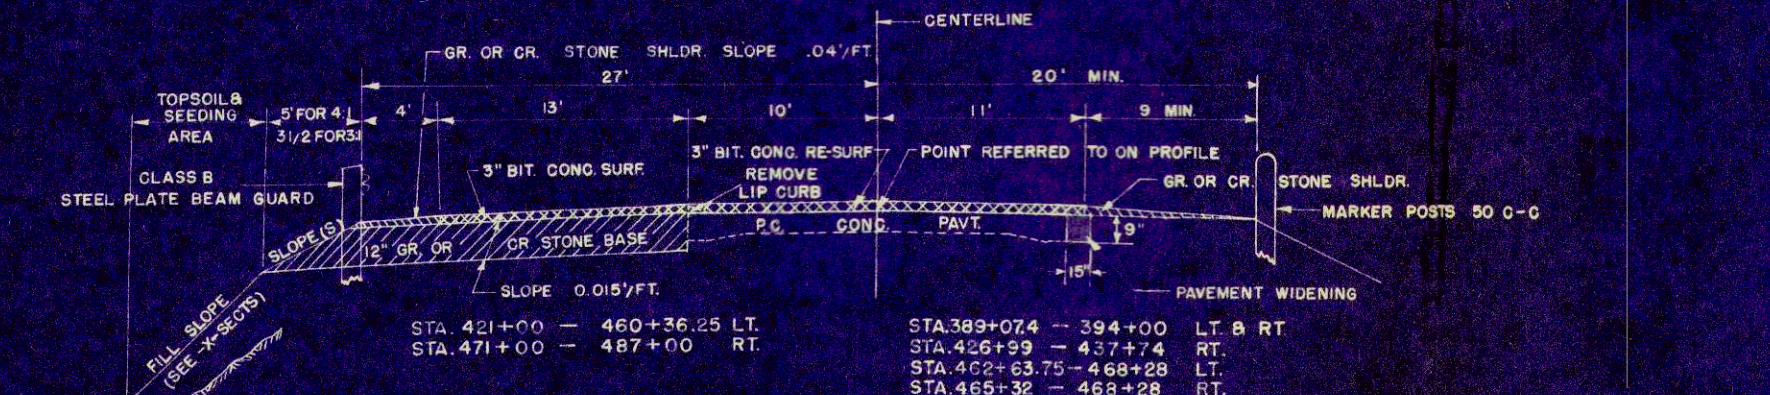 CENTERLINE
GR. OR CR. STONE SHLDR. SLOPE .04'/FT.
27'
20' MIN.
TOPSOIL &
SEEDING
AREA
5' FOR 4:1
3 1/2 FOR 3:1
4'
13'
10'
11'
9 MIN.
3" BIT. CONC. SURF.
3" BIT. CONC. RE-SURF
POINT REFERRED TO ON PROFILE
REMOVE
LIP CURB
CLASS B
STEEL PLATE BEAM GUARD
GR. OR CR. STONE SHLDR.
MARKER POSTS 50 C-C
SLOPE(S)
12" GR. OR CR STONE BASE
P.C. CONC. PAVT.
9"
15"
SLOPE 0.015'/FT.
PAVEMENT WIDENING
FILL SLOPE
(SEE -X-SECTS)
STA. 421+00 — 460+36.25 LT.
STA. 471+00 — 487+00 RT.
STA.389+07.4 — 394+00 LT. & RT.
STA.426+99 — 437+74 RT.
STA.462+63.75 — 468+28 LT.
STA.465+32 — 468+28 RT.